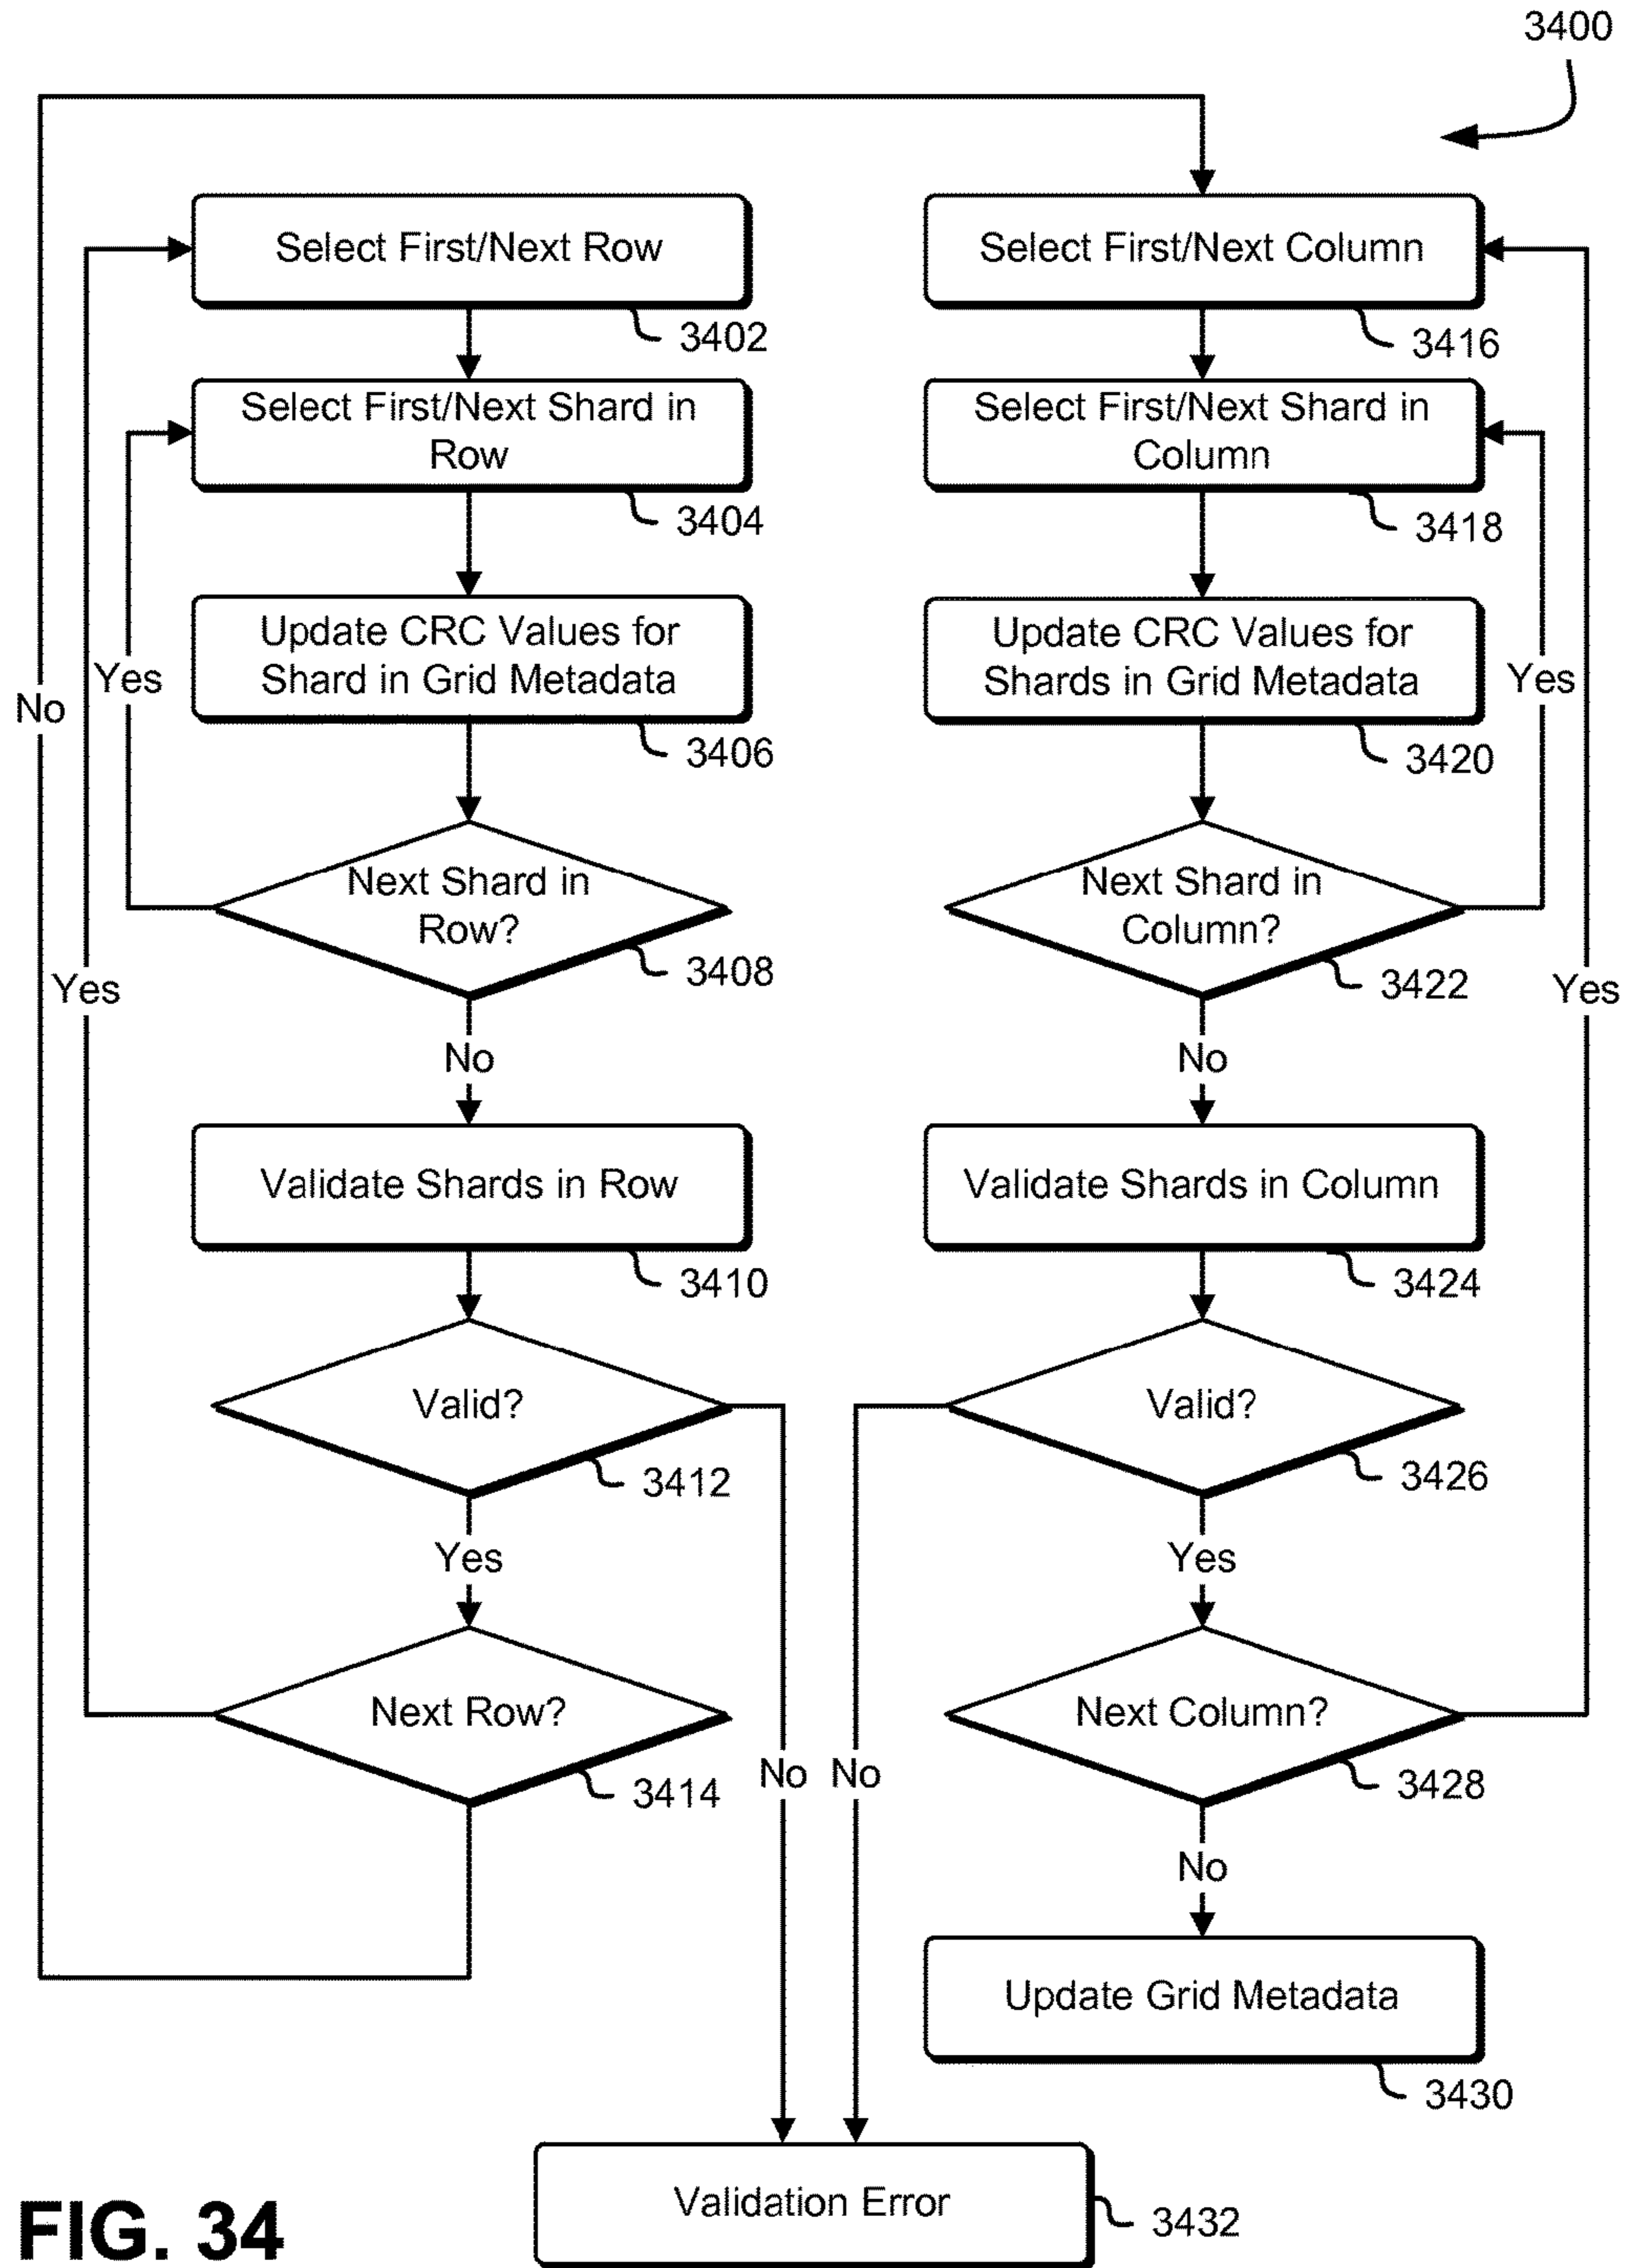 3400
Select First/Next Row
3402
Select First/Next Shard in
Row
3404
Update CRC Values for
Shard in Grid Metadata
3406
Next Shard in
Row?
3408
Yes
No
Validate Shards in Row
3410
Valid?
3412
Yes
No
Next Row?
3414
Yes
No
Select First/Next Column
3416
Select First/Next Shard in
Column
3418
Update CRC Values for
Shards in Grid Metadata
3420
Next Shard in
Column?
3422
Yes
No
Validate Shards in Column
3424
Valid?
3426
Yes
No
Next Column?
3428
Yes
No
Update Grid Metadata
3430
Validation Error
3432
FIG. 34